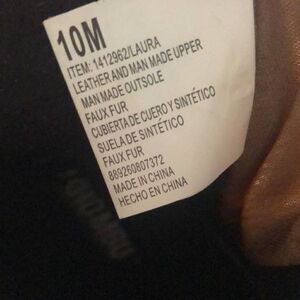 10M
ITEM: 1412962/LAURA
LEATHER AND MAN MADE UPPER
MAN MADE OUTSOLE
FAUX FUR
CUBIERTA DE CUERO Y SINTÉTICO
SUELA DE SINTÉTICO
FAUX FUR
889260807372
MADE IN CHINA
HECHO EN CHINA